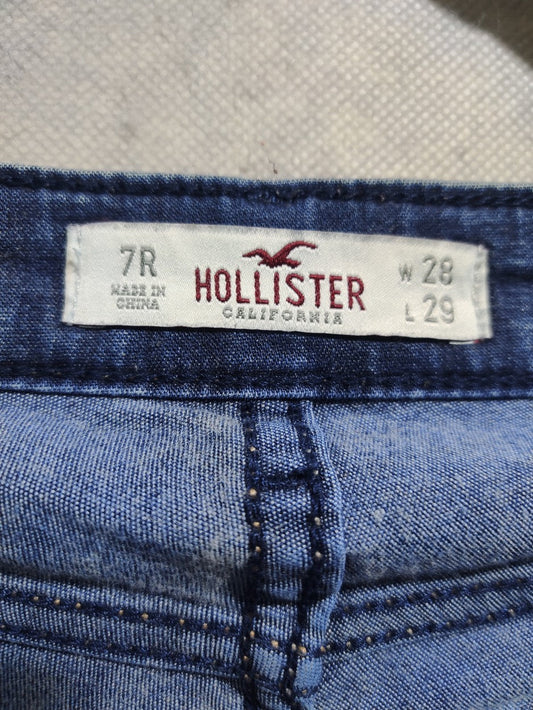 7R
MADE IN
CHINA
HOLLISTER
CALIFORNIA
W 28
L 29